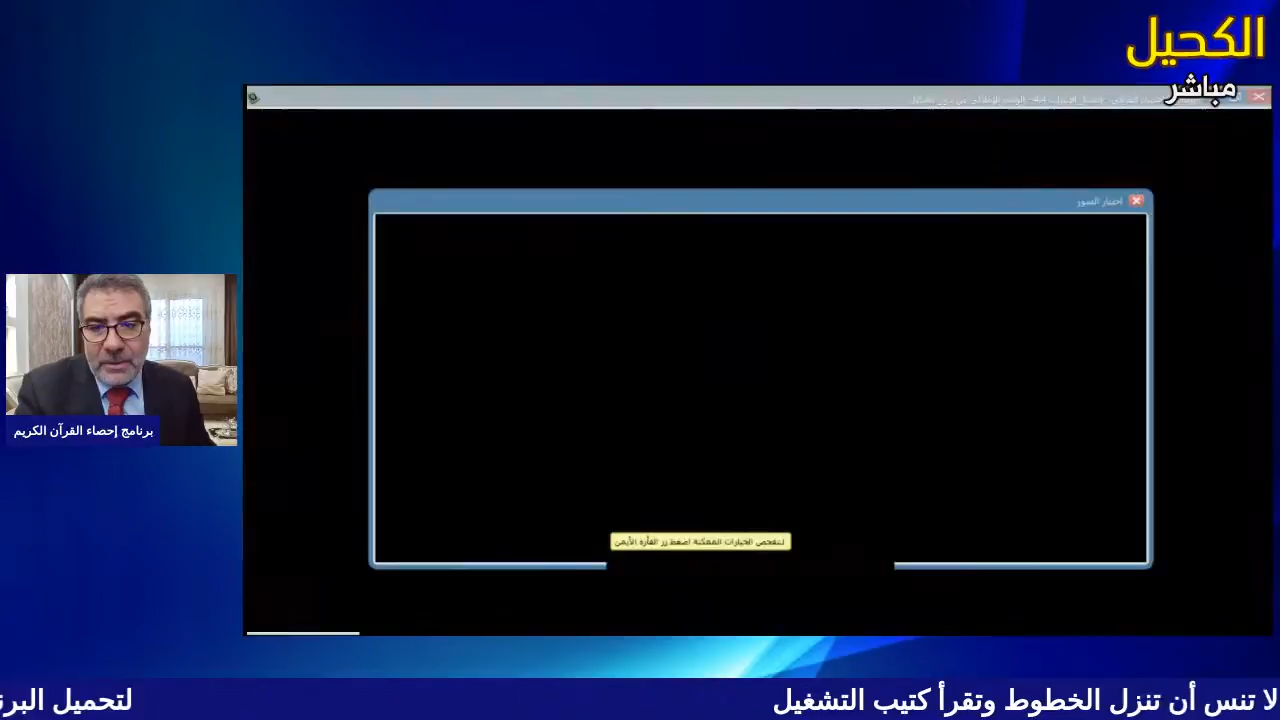 الكحيل
مباشر
اختيار السور
لتفحص الخيارات الممكنة اضغط زر الفأرة الأيمن
برنامج إحصاء القرآن الكريم
لا تنس أن تنزل الخطوط وتقرأ كتيب التشغيل
لتحميل